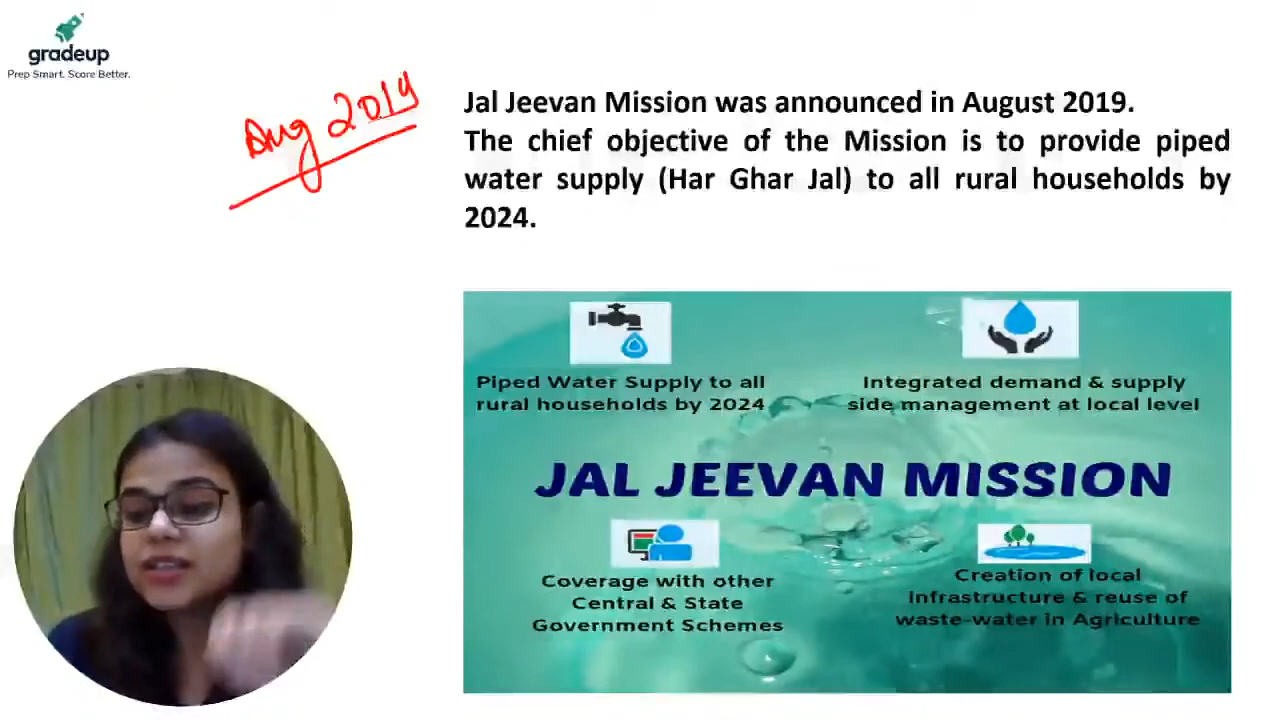 gradeup
Prep Smart. Score Better.
Aug 2019
Jal Jeevan Mission was announced in August 2019.
The chief objective of the Mission is to provide piped
water supply (Har Ghar Jal) to all rural households by
2024.
Piped Water Supply to all
rural households by 2024
Integrated demand & supply
side management at local level
JAL JEEVAN MISSION
Coverage with other
Central & State
Government Schemes
Creation of local
infrastructure & reuse of
waste-water in Agriculture